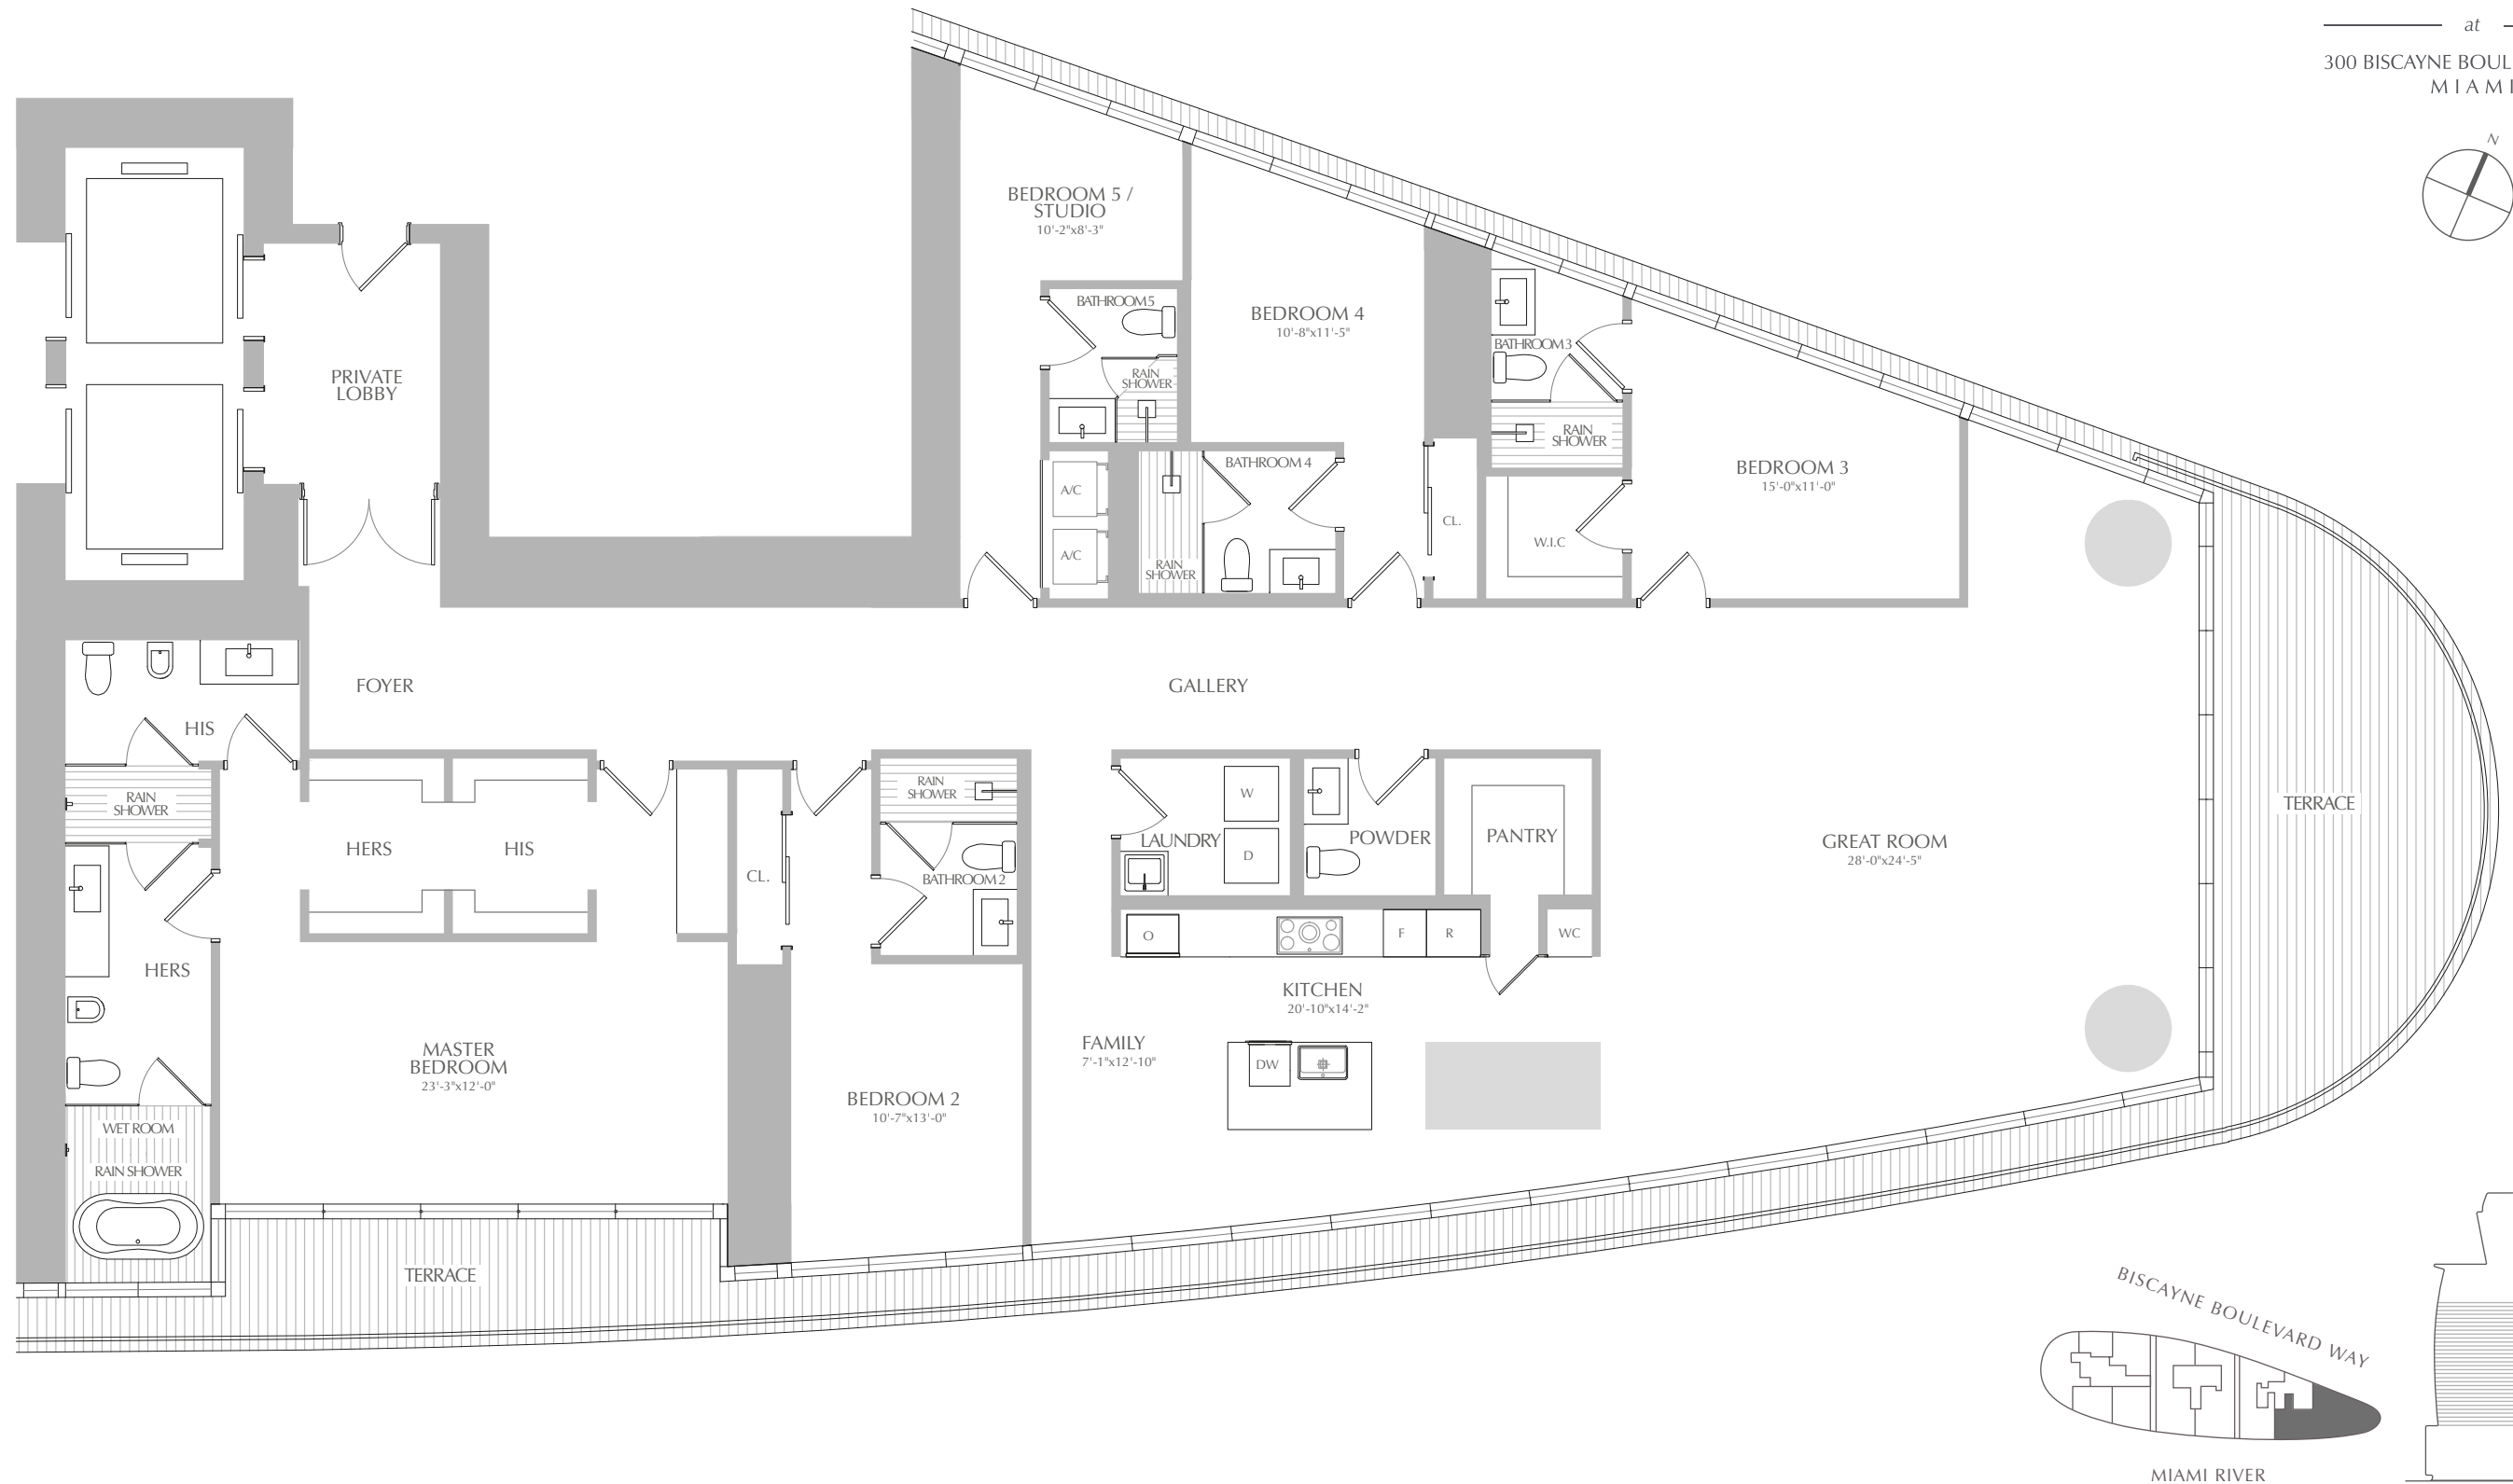 at
300 BISCAYNE BOUL
MIAMI
N
BEDROOM 5 /
STUDIO
10'-2"x8'-3"
BATHROOM 5
RAIN
SHOWER
BEDROOM 4
10'-8"x11'-5"
BATHROOM 3
RAIN
SHOWER
PRIVATE
LOBBY
A/C
A/C
BATHROOM 4
RAIN
SHOWER
CL.
W.I.C
BEDROOM 3
15'-0"x11'-0"
FOYER
GALLERY
HIS
RAIN
SHOWER
HERS
HIS
CL.
RAIN
SHOWER
BATHROOM 2
W
D
LAUNDRY
POWDER
PANTRY
GREAT ROOM
28'-0"x24'-5"
TERRACE
O
F
R
WC
HERS
KITCHEN
20'-10"x14'-2"
FAMILY
7'-1"x12'-10"
DW
MASTER
BEDROOM
23'-3"x12'-0"
BEDROOM 2
10'-7"x13'-0"
WET ROOM
RAIN SHOWER
TERRACE
BISCAYNE BOULEVARD WAY
MIAMI RIVER